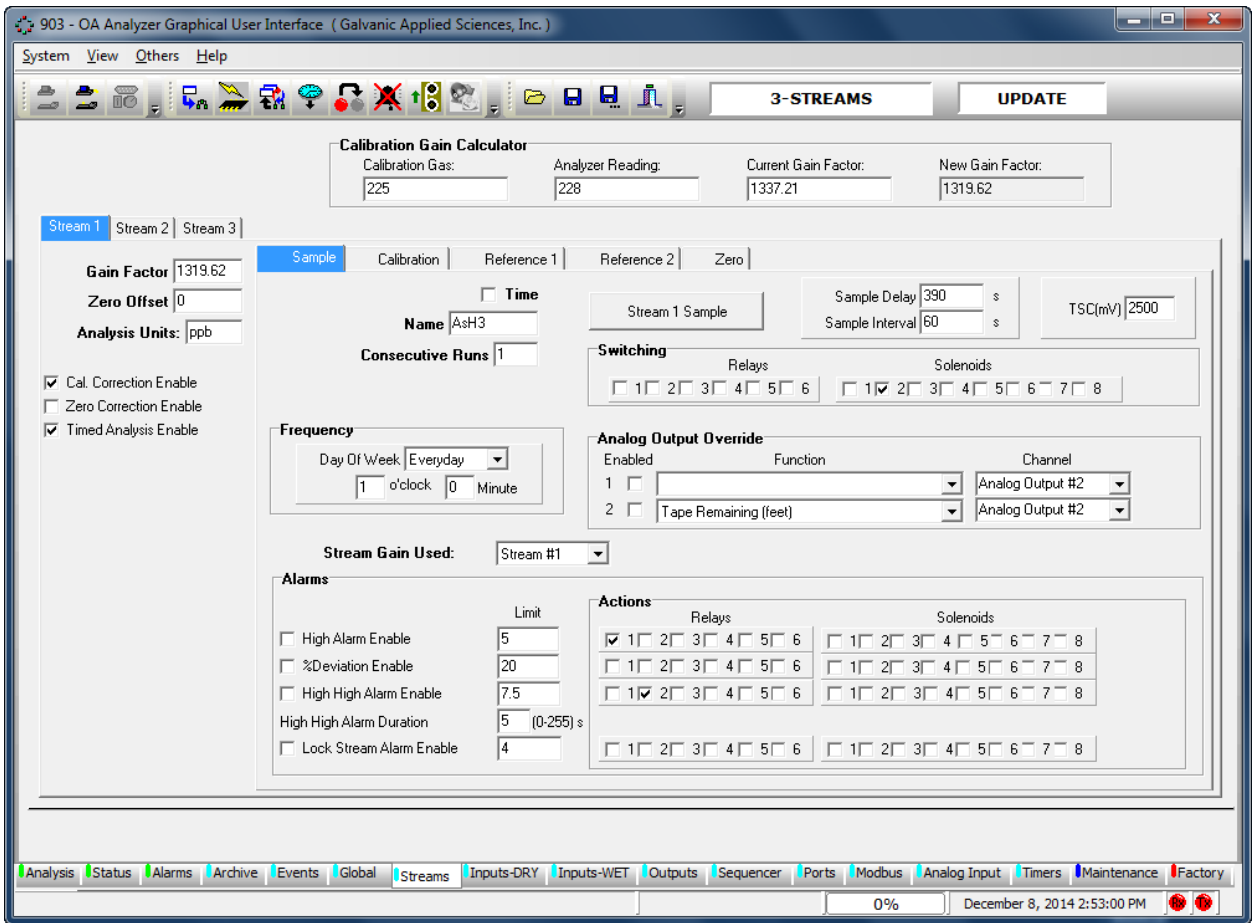 903 - OA Analyzer Graphical User Interface ( Galvanic Applied Sciences, Inc. )
System View Others Help
3-STREAMS UPDATE
Calibration Gain Calculator
Calibration Gas: Analyzer Reading: Current Gain Factor: New Gain Factor:
225 228 1337.21 1319.62
Stream 1 Stream 2 Stream 3
Sample Calibration Reference 1 Reference 2 Zero
Gain Factor 1319.62
Zero Offset 0
Analysis Units: ppb
Cal. Correction Enable
Zero Correction Enable
Timed Analysis Enable
Time
Name AsH3
Consecutive Runs 1
Stream 1 Sample
Sample Delay 390 s
Sample Interval 60 s
TSC(mV) 2500
Switching
Relays Solenoids
1 2 3 4 5 6 1 2 3 4 5 6 7 8
Frequency
Day Of Week Everyday
1 o'clock 0 Minute
Analog Output Override
Enabled Function Channel
1 Analog Output #2
2 Tape Remaining (feet) Analog Output #2
Stream Gain Used: Stream #1
Alarms
Limit
Actions
Relays Solenoids
High Alarm Enable 5 1 2 3 4 5 6 1 2 3 4 5 6 7 8
%Deviation Enable 20 1 2 3 4 5 6 1 2 3 4 5 6 7 8
High High Alarm Enable 7.5 1 2 3 4 5 6 1 2 3 4 5 6 7 8
High High Alarm Duration 5 (0-255) s
Lock Stream Alarm Enable 4 1 2 3 4 5 6 1 2 3 4 5 6 7 8
Analysis Status Alarms Archive Events Global Streams Inputs-DRY Inputs-WET Outputs Sequencer Ports Modbus Analog Input Timers Maintenance Factory
0% December 8, 2014 2:53:00 PM Rx Tx